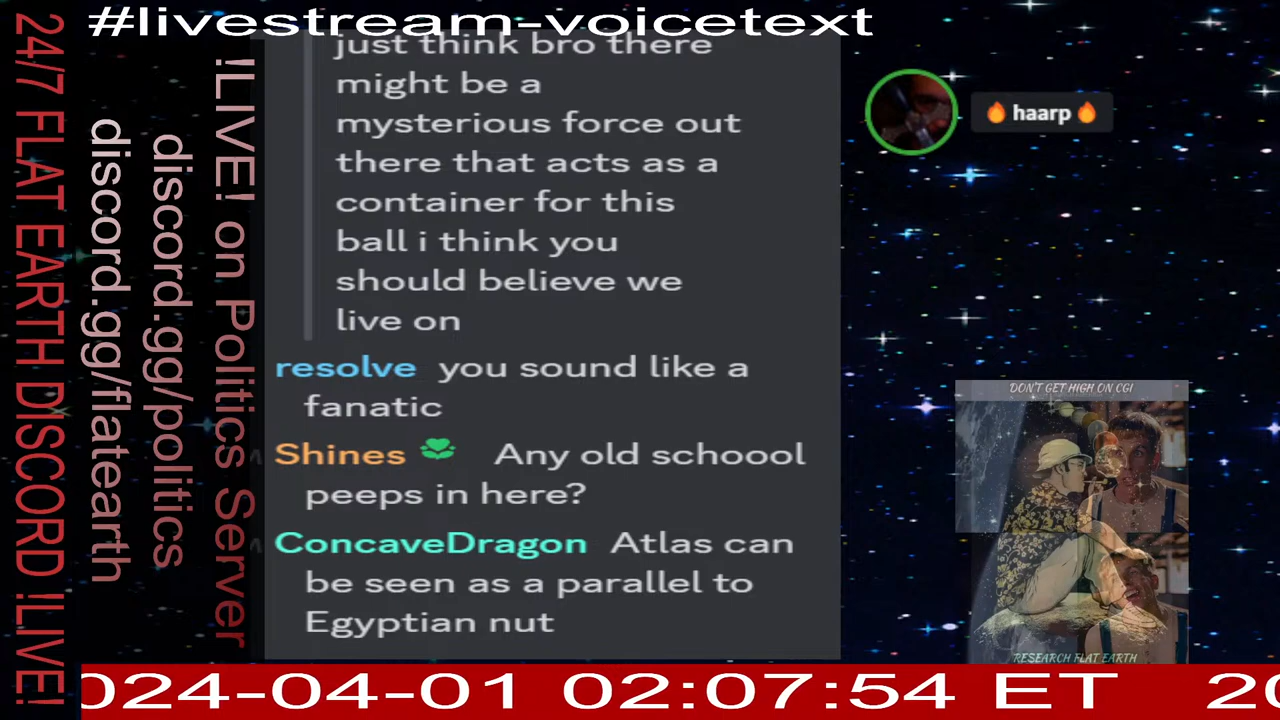 #livestream-voicetext
24/7 FLAT EARTH DISCORD !LIVE!
discord.gg/flatearth
discord.gg/politics
!LIVE! on Politics Server
just think bro there
might be a
mysterious force out
there that acts as a
container for this
ball i think you
should believe we
live on
resolve you sound like a
fanatic
Shines Any old schoool
peeps in here?
ConcaveDragon Atlas can
be seen as a parallel to
Egyptian nut
🔥 haarp 🔥
DON'T GET HIGH ON CGI
RESEARCH FLAT EARTH
024-04-01 02:07:54 ET 20